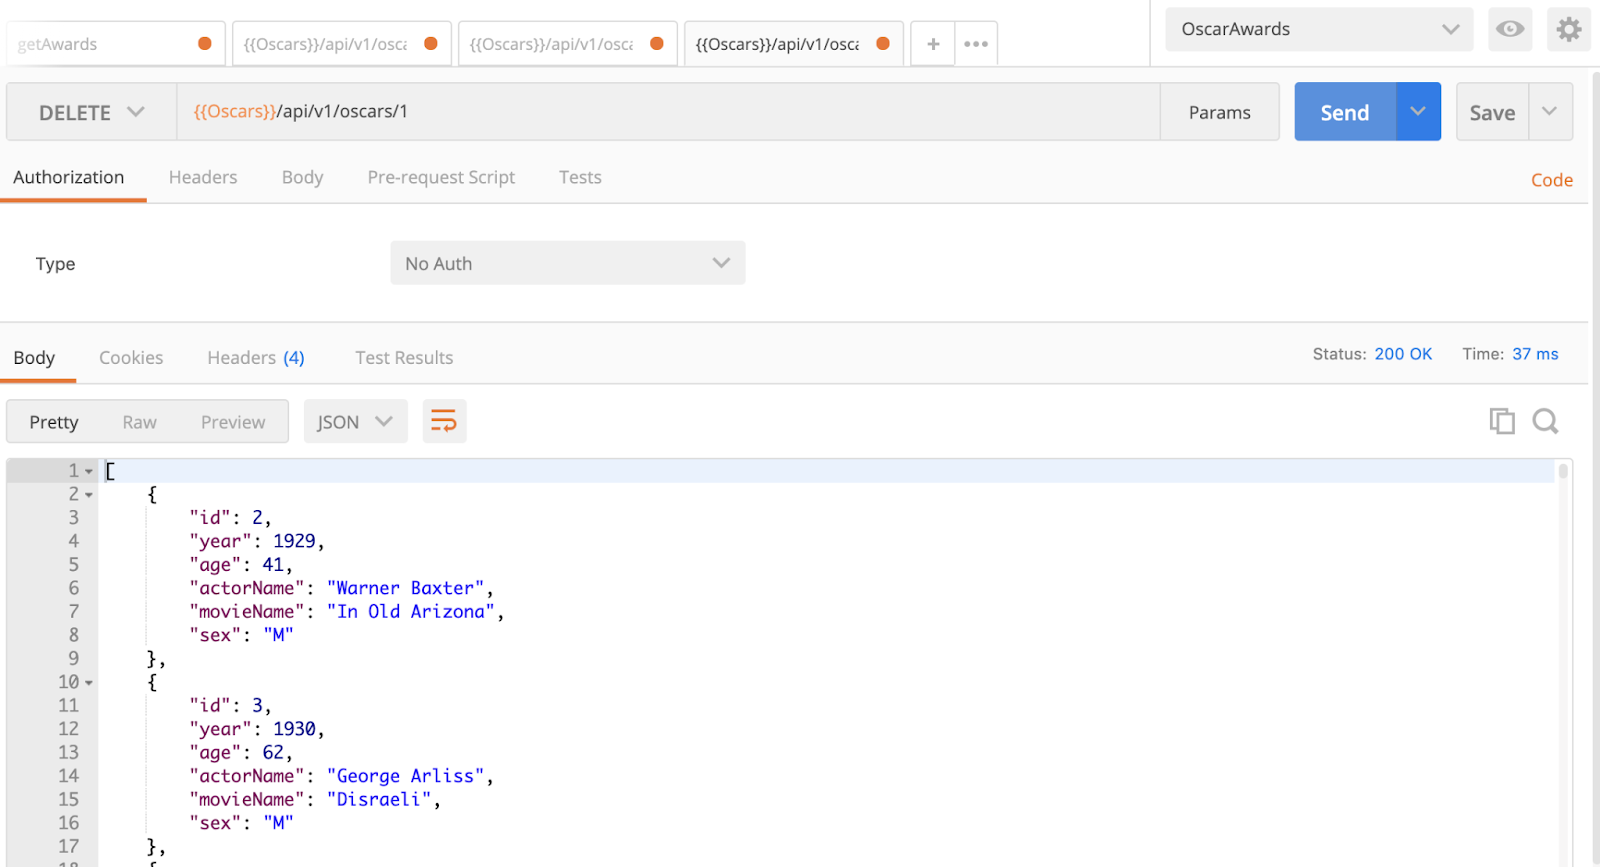 getAwards {{Oscars}}/api/v1/osca {{Oscars}}/api/v1/osca {{Oscars}}/api/v1/osca + ••• OscarAwards
DELETE {{Oscars}}/api/v1/oscars/1 Params Send Save
Authorization Headers Body Pre-request Script Tests Code
Type No Auth
Body Cookies Headers (4) Test Results Status: 200 OK Time: 37 ms
Pretty Raw Preview JSON
1 [
2 {
3 "id": 2,
4 "year": 1929,
5 "age": 41,
6 "actorName": "Warner Baxter",
7 "movieName": "In Old Arizona",
8 "sex": "M"
9 },
10 {
11 "id": 3,
12 "year": 1930,
13 "age": 62,
14 "actorName": "George Arliss",
15 "movieName": "Disraeli",
16 "sex": "M"
17 },
18 {